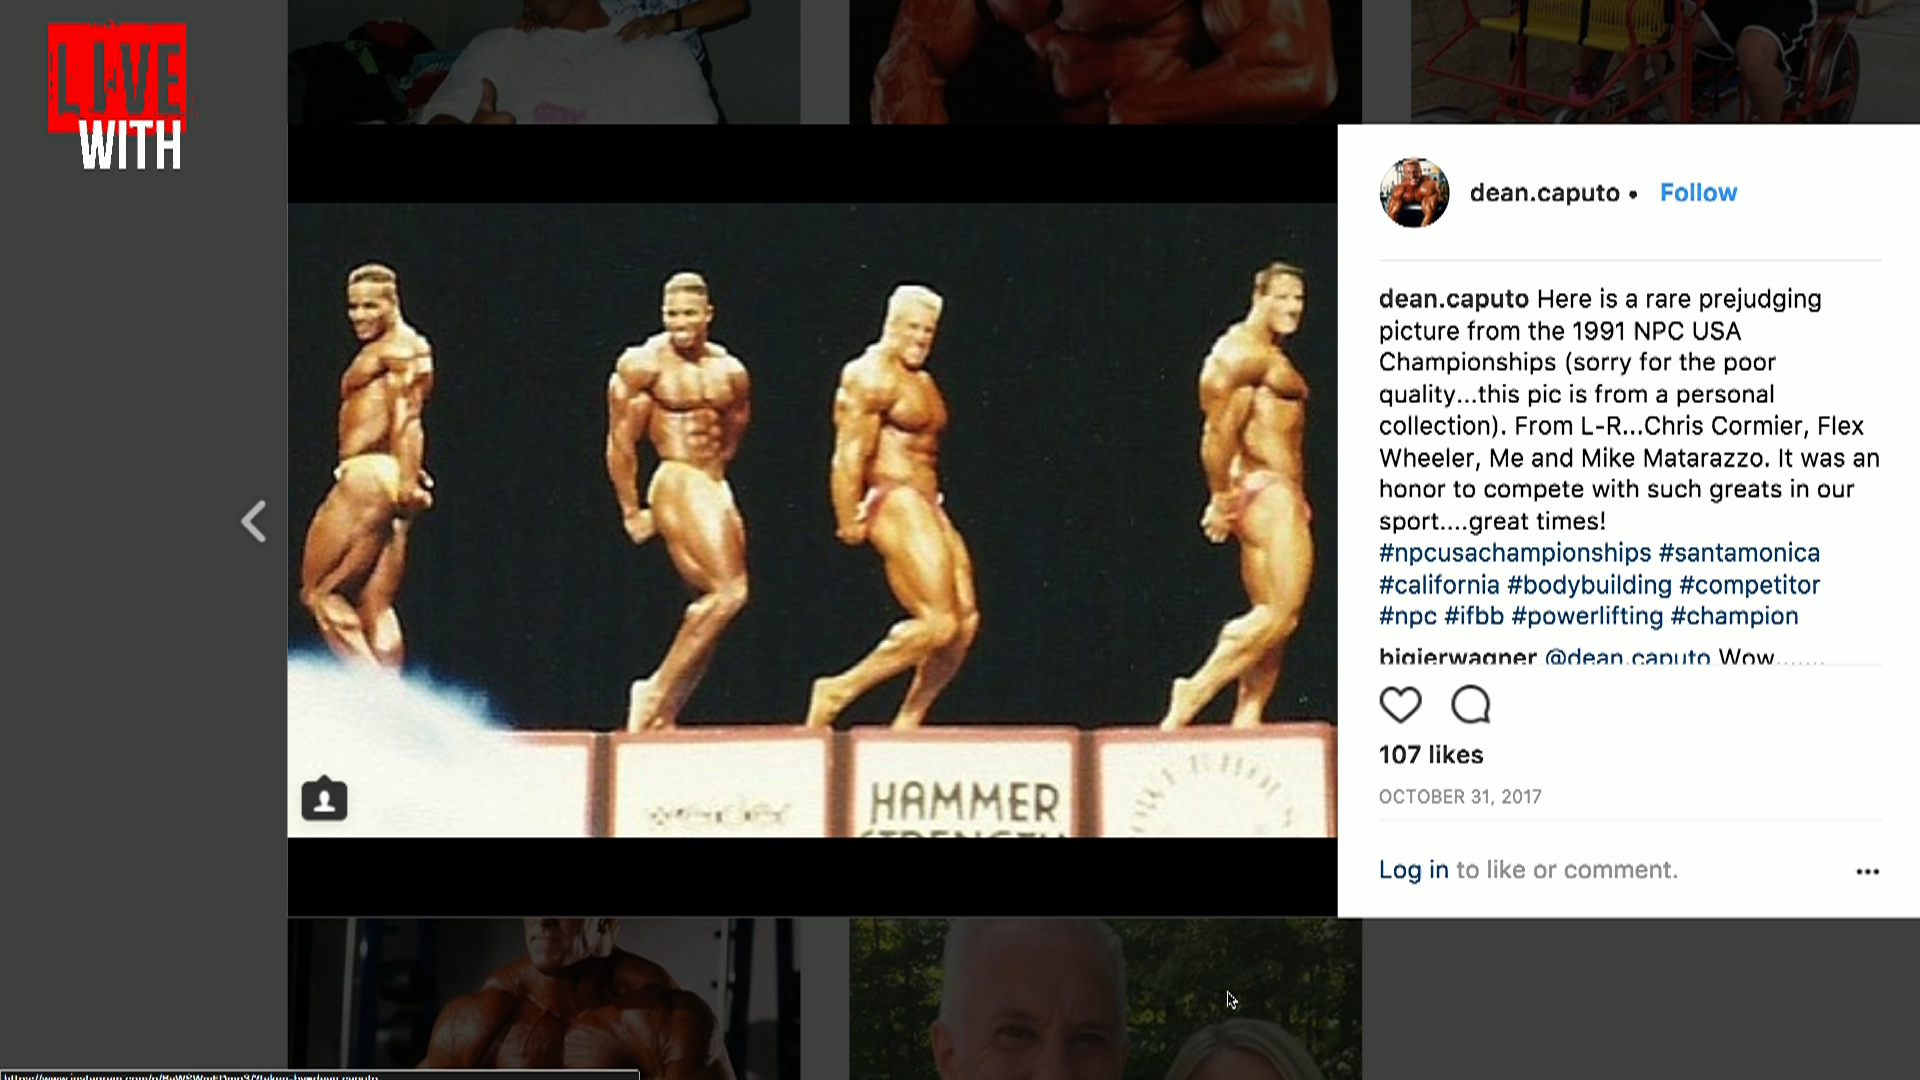 LIVE
WITH
dean.caputo • Follow
dean.caputo Here is a rare prejudging
picture from the 1991 NPC USA
Championships (sorry for the poor
quality...this pic is from a personal
collection). From L-R...Chris Cormier, Flex
Wheeler, Me and Mike Matarazzo. It was an
honor to compete with such greats in our
sport....great times!
#npcusachampionships #santamonica
#california #bodybuilding #competitor
#npc #ifbb #powerlifting #champion
bigjerwagner @dean.caputo Wow.......
107 likes
OCTOBER 31, 2017
Log in to like or comment.
HAMMER
STRENGTH